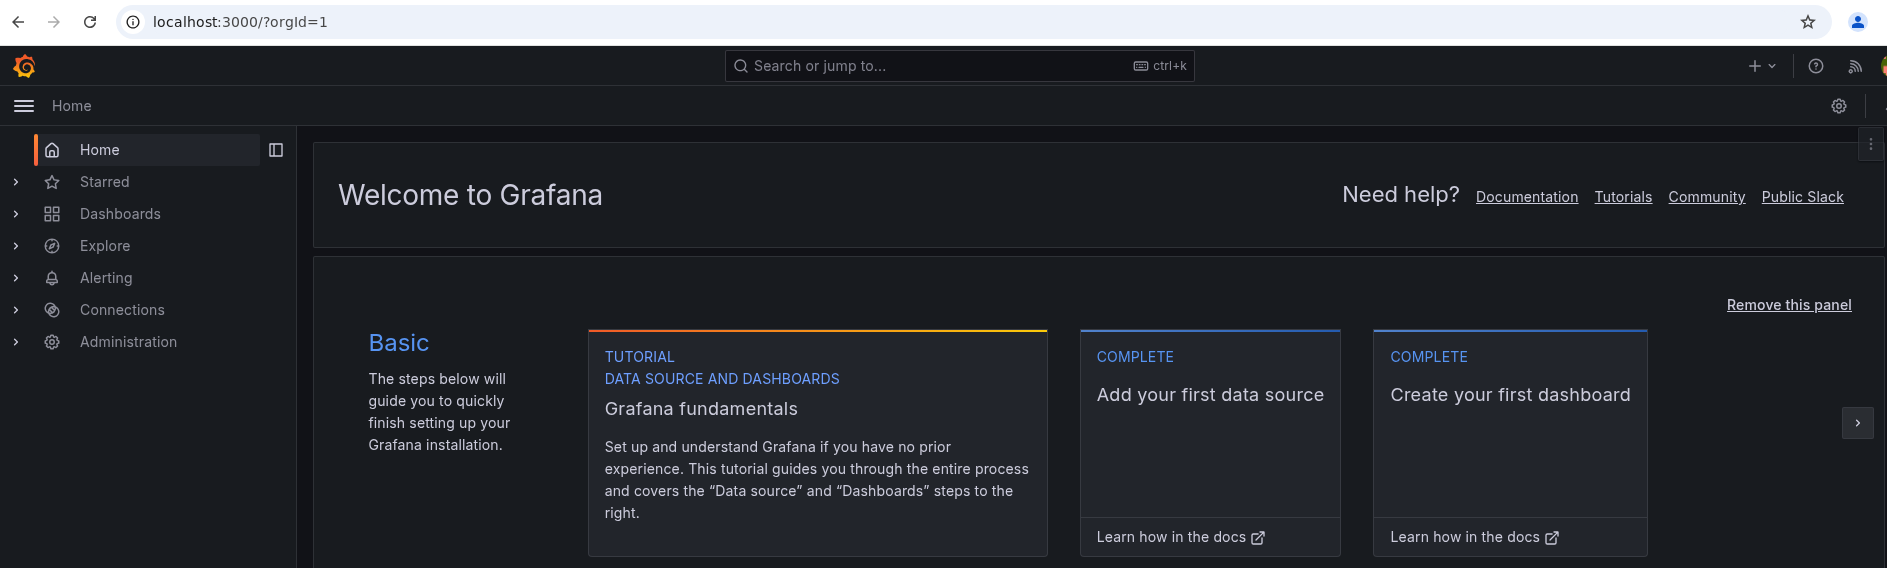 localhost:3000/?orgId=1
Search or jump to...
ctrl+k
Home
Home
Starred
Dashboards
Explore
Alerting
Connections
Administration
Welcome to Grafana
Need help?
Documentation
Tutorials
Community
Public Slack
Remove this panel
Basic
The steps below will
guide you to quickly
finish setting up your
Grafana installation.
TUTORIAL
DATA SOURCE AND DASHBOARDS
Grafana fundamentals
Set up and understand Grafana if you have no prior
experience. This tutorial guides you through the entire process
and covers the “Data source” and “Dashboards” steps to the
right.
COMPLETE
Add your first data source
Learn how in the docs
COMPLETE
Create your first dashboard
Learn how in the docs